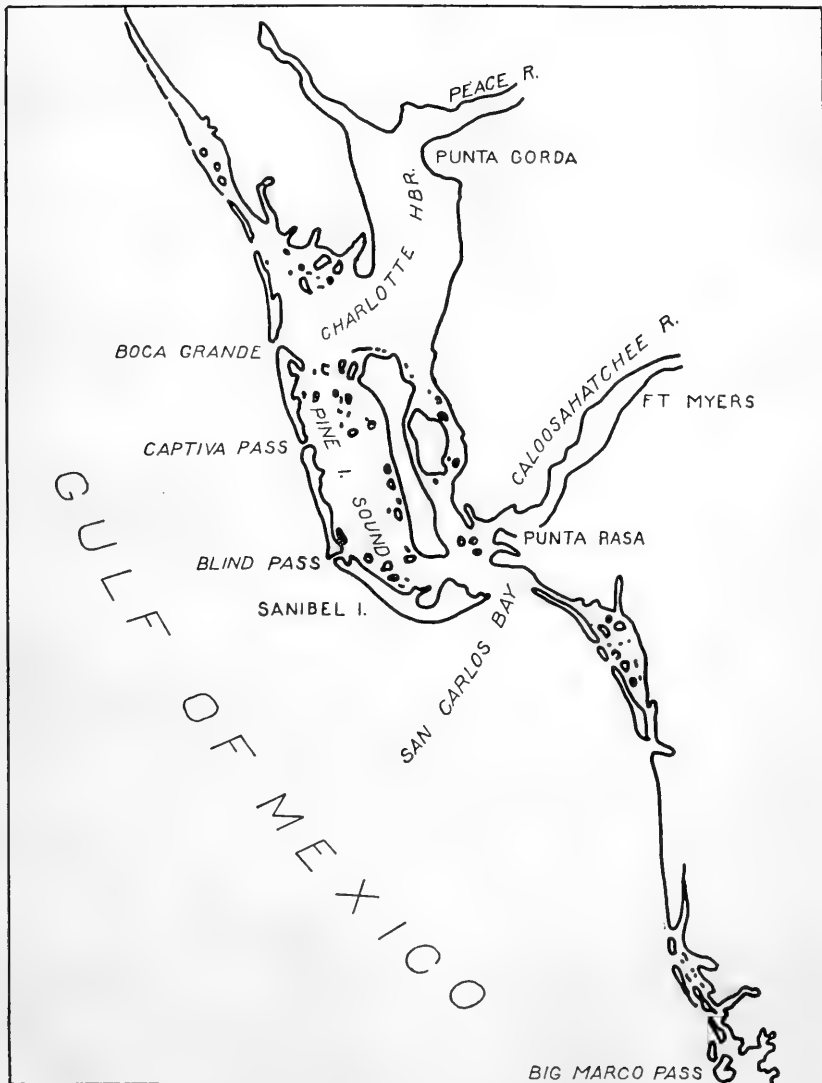 PEACE R.
PUNTA GORDA
CHARLOTTE HBR.
BOCA GRANDE
CALOOSAHATCHEE R.
FT MYERS
PINE I. SOUND
CAPTIVA PASS
GULF OF MEXICO
PUNTA RASA
BLIND PASS
SANIBEL I.
SAN CARLOS BAY
BIG MARCO PASS